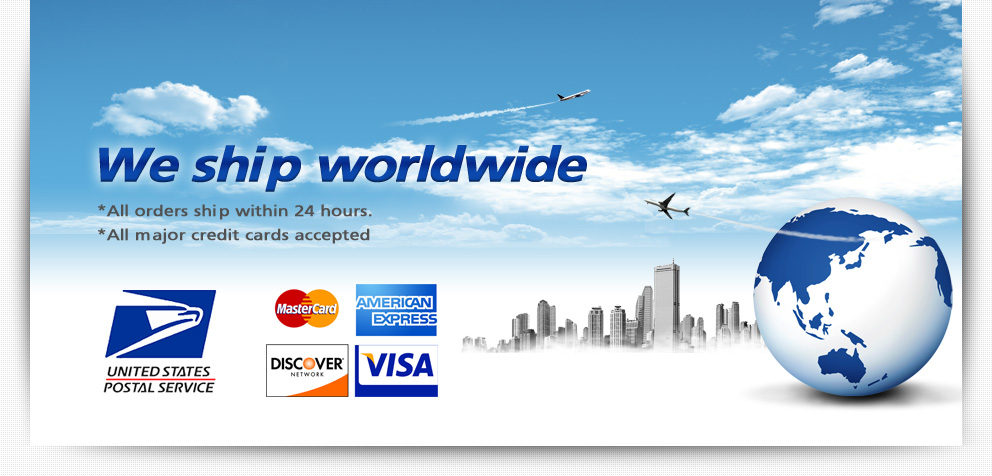 We ship worldwide
*All orders ship within 24 hours.
*All major credit cards accepted
UNITED STATES
POSTAL SERVICE
MasterCard
AMERICAN
EXPRESS
DISCOVER
NETWORK
VISA